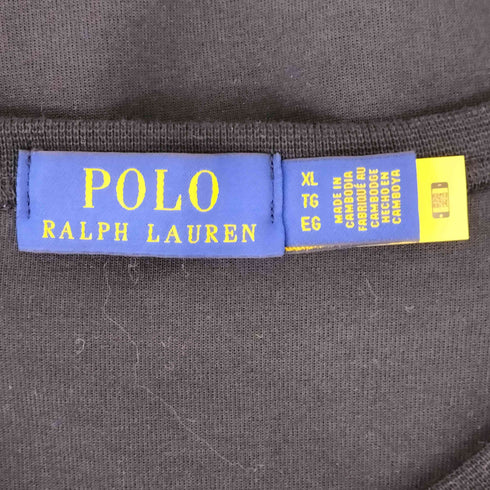 POLO
RALPH LAUREN
XL
TG
EG
MADE IN
CAMBODIA
FABRIQUÉ AU
CAMBODGE
HECHO EN
CAMBOYA